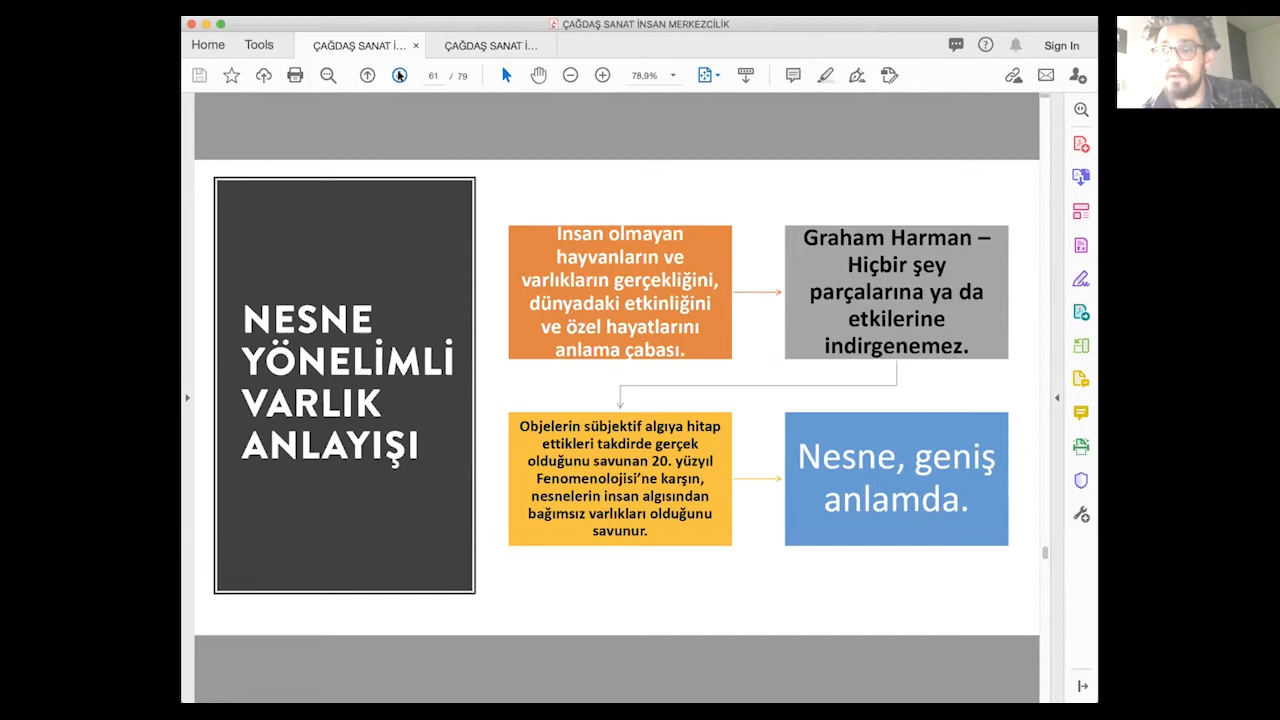 ÇAĞDAŞ SANAT İNSAN MERKEZCİLİK
Home
Tools
ÇAĞDAŞ SANAT İ... ×
ÇAĞDAŞ SANAT İ...
Sign In
61 / 79
78,9%
NESNE
YÖNELİMLİ
VARLIK
ANLAYIŞI
İnsan olmayan
hayvanların ve
varlıkların gerçekliğini,
dünyadaki etkinliğini
ve özel hayatlarını
anlama çabası.
Graham Harman –
Hiçbir şey
parçalarına ya da
etkilerine
indirgenemez.
Objelerin sübjektif algıya hitap
ettikleri takdirde gerçek
olduğunu savunan 20. yüzyıl
Fenomenolojisi’ne karşın,
nesnelerin insan algısından
bağımsız varlıkları olduğunu
savunur.
Nesne, geniş
anlamda.